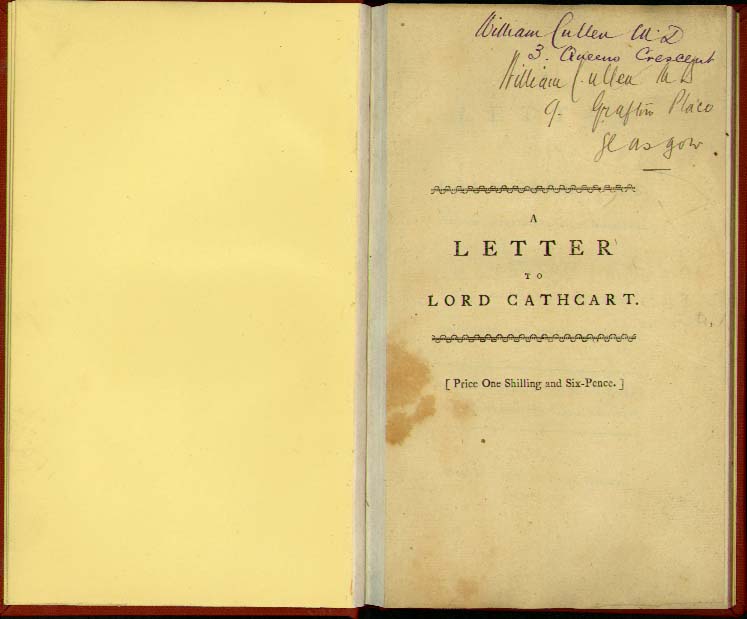 William Cullen M.D
3. Queens Crescent
William Cullen M D
9. Grafton Place
Glasgow
A
LETTER
TO
LORD CATHCART.
[ Price One Shilling and Six-Pence. ]